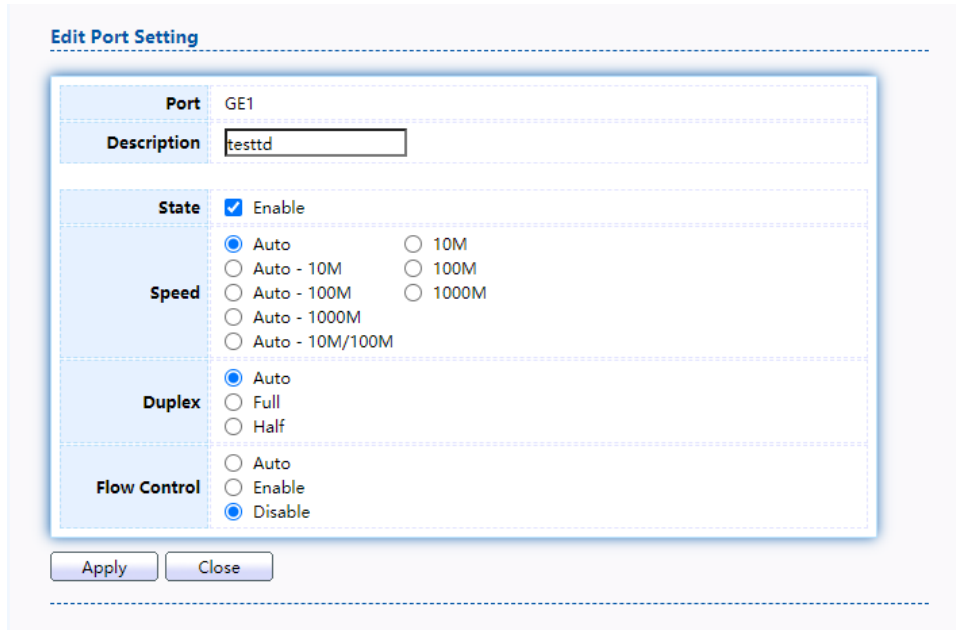 Edit Port Setting
Port GE1
Description testtd
State Enable
Speed
Auto 10M
Auto - 10M 100M
Auto - 100M 1000M
Auto - 1000M
Auto - 10M/100M
Duplex
Auto
Full
Half
Flow Control
Auto
Enable
Disable
Apply Close